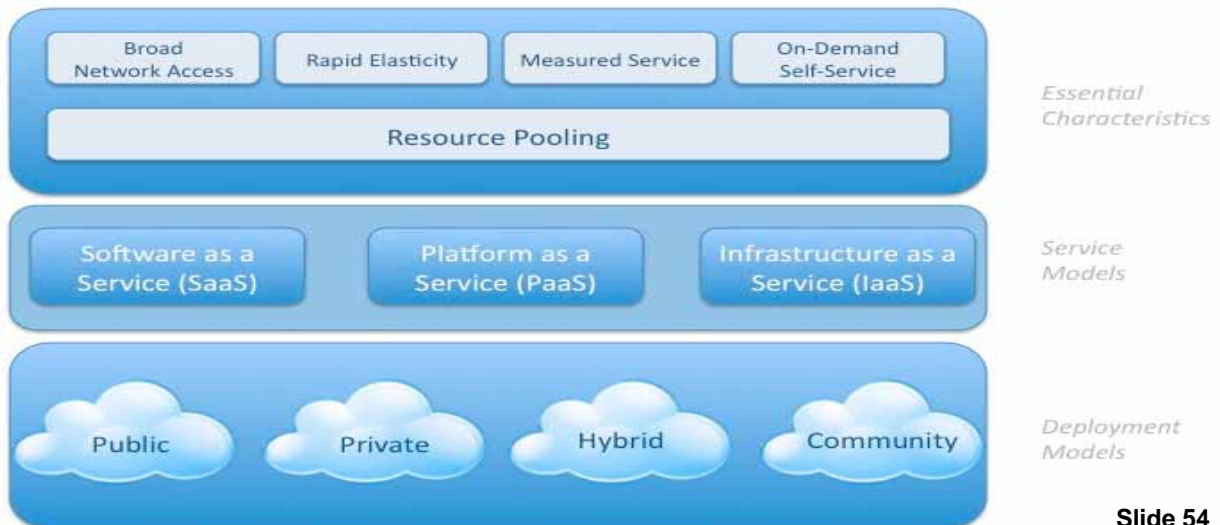 Broad
Network Access
Rapid Elasticity
Measured Service
On-Demand
Self-Service
Resource Pooling
Essential
Characteristics
Software as a
Service (SaaS)
Platform as a
Service (PaaS)
Infrastructure as a
Service (IaaS)
Service
Models
Public
Private
Hybrid
Community
Deployment
Models
Slide 54